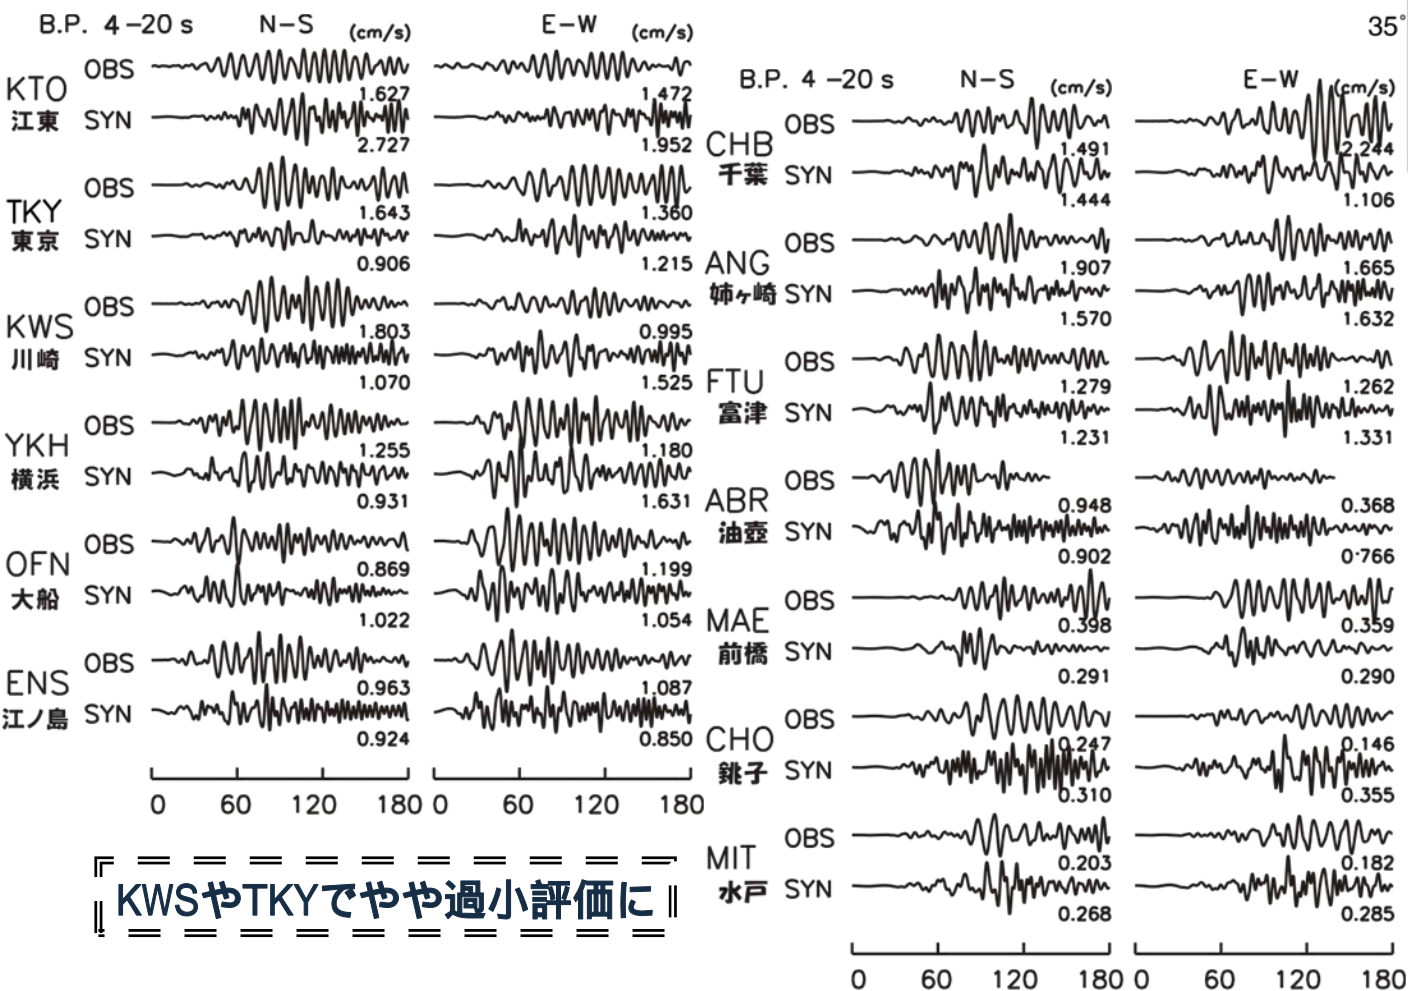 B.P. 4-20 s N-S (cm/s) E-W (cm/s)
KTO
江東
OBS 1.627 1.472
SYN 2.727 1.952
TKY
東京
OBS 1.643 1.360
SYN 0.906 1.215
KWS
川崎
OBS 1.803 0.995
SYN 1.070 1.525
YKH
横浜
OBS 1.255 1.180
SYN 0.931 1.631
OFN
大船
OBS 0.869 1.199
SYN 1.022 1.054
ENS
江ノ島
OBS 0.963 1.087
SYN 0.924 0.850
0 60 120 180 0 60 120 180
KWSやTKYでやや過小評価に
35°
B.P. 4-20 s N-S (cm/s) E-W (cm/s)
CHB
千葉
OBS 1.491 2.244
SYN 1.444 1.106
ANG
姉ヶ崎
OBS 1.907 1.665
SYN 1.570 1.632
FTU
富津
OBS 1.279 1.262
SYN 1.231 1.331
ABR
油壺
OBS 0.948 0.368
SYN 0.902 0.766
MAE
前橋
OBS 0.398 0.359
SYN 0.291 0.290
CHO
銚子
OBS 0.247 0.146
SYN 0.310 0.355
MIT
水戸
OBS 0.203 0.182
SYN 0.268 0.285
0 60 120 180 0 60 120 180